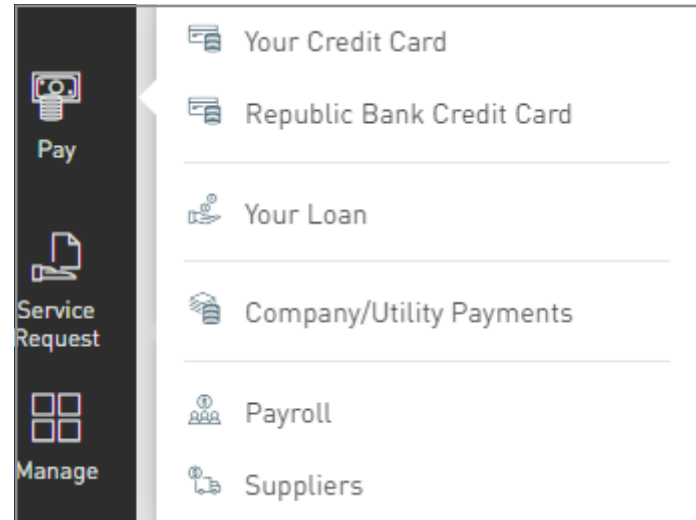 Pay
Service
Request
Manage
Your Credit Card
Republic Bank Credit Card
Your Loan
Company/Utility Payments
Payroll
Suppliers